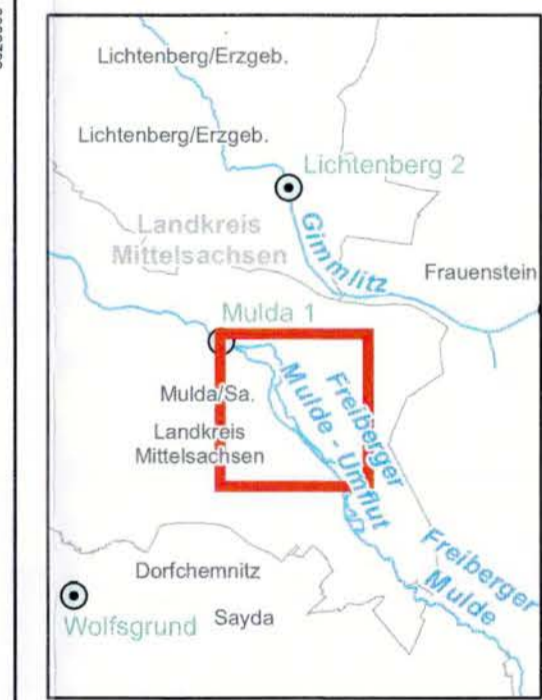 Lichtenberg/Erzgeb.
Lichtenberg/Erzgeb.
Lichtenberg 2
Landkreis
Mittelsachsen
Gimmlitz
Frauenstein
Mulda 1
Mulda/Sa.
Landkreis
Mittelsachsen
Freiberger
Mulde - Umflut
Freiberger
Mulde
Dorfchemnitz
Sayda
Wolfsgrund